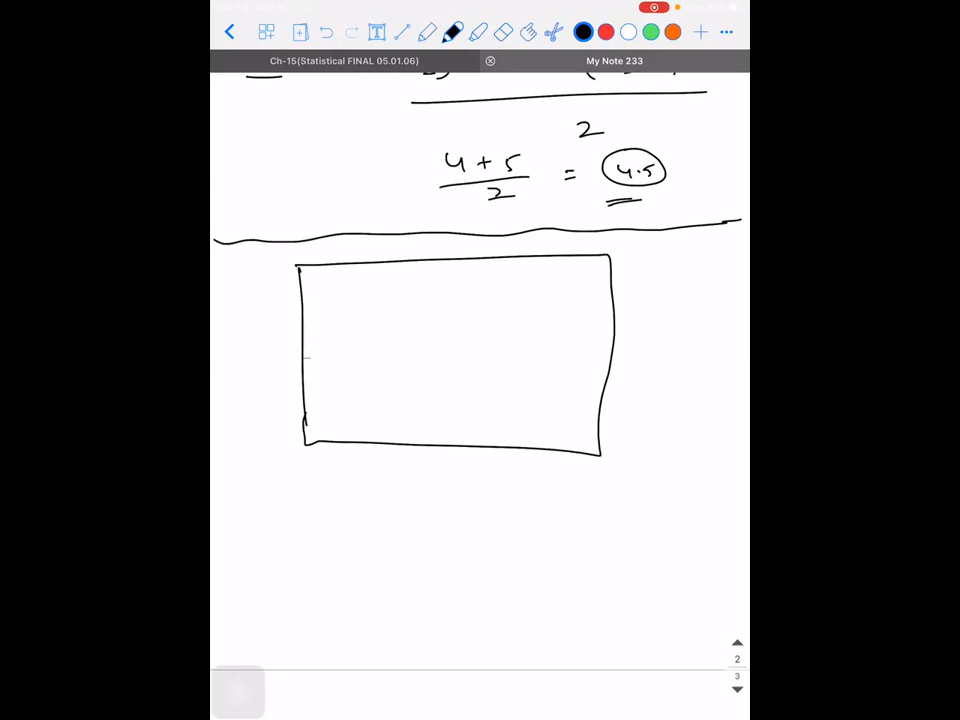 Ch-15(Statistical FINAL 05.01.06)
My Note 233
2
4 + 5
2
= 4.5
2
3